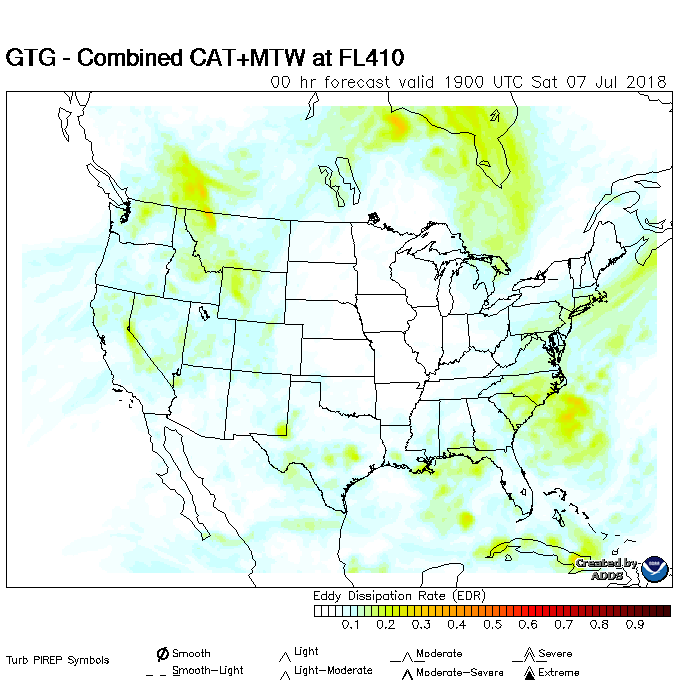 GTG - Combined CAT+MTW at FL410
00 hr forecast valid 1900 UTC Sat 07 Jul 2018
Created by
ADDS
Eddy Dissipation Rate (EDR)
0.1 0.2 0.3 0.4 0.5 0.6 0.7 0.8 0.9
Turb PIREP Symbols
Smooth
Smooth-Light
Light
Light-Moderate
Moderate
Moderate-Severe
Severe
Extreme